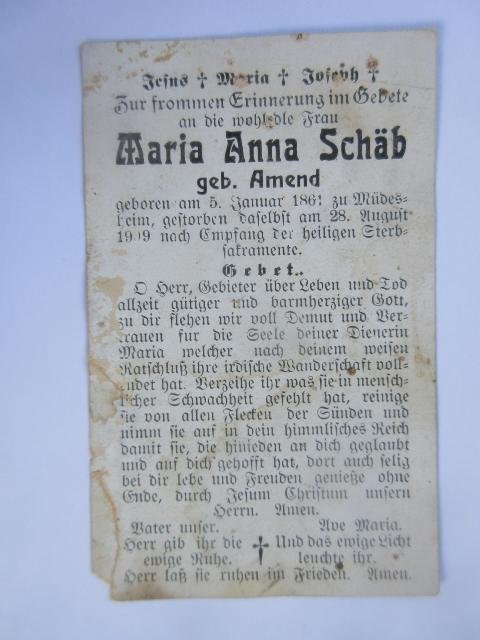 Jesus ✝ Maria ✝ Joseph ✝
Zur frommen Erinnerung im Gebete
an die wohledle Frau
Maria Anna Schäb
geb. Amend
geboren am 5. Januar 1861 zu Müdes-
heim, gestorben daselbst am 28. August
1909 nach Empfang der heiligen Sterb-
sakramente.
Gebet.
O Herr, Gebieter über Leben und Tod
allzeit gütiger und barmherziger Gott,
zu dir flehen wir voll Demut und Ver-
trauen für die Seele deiner Dienerin
Maria welcher nach deinem weisen
Ratschluß ihre irdische Wanderschaft voll-
endet hat. Verzeihe ihr was sie in mensch-
licher Schwachheit gefehlt hat, reinige
sie von allen Flecken der Sünden und
nimm sie auf in dein himmlisches Reich
damit sie, die hinieden an dich geglaubt
und auf dich gehofft hat, dort auch selig
bei dir lebe und Freuden genieße ohne
Ende, durch Jesum Christum unsern
Herrn. Amen.
Vater unser. Ave Maria.
Herr gib ihr die ✝ Und das ewige Licht
ewige Ruhe. leuchte ihr.
Herr laß sie ruhen im Frieden. Amen.